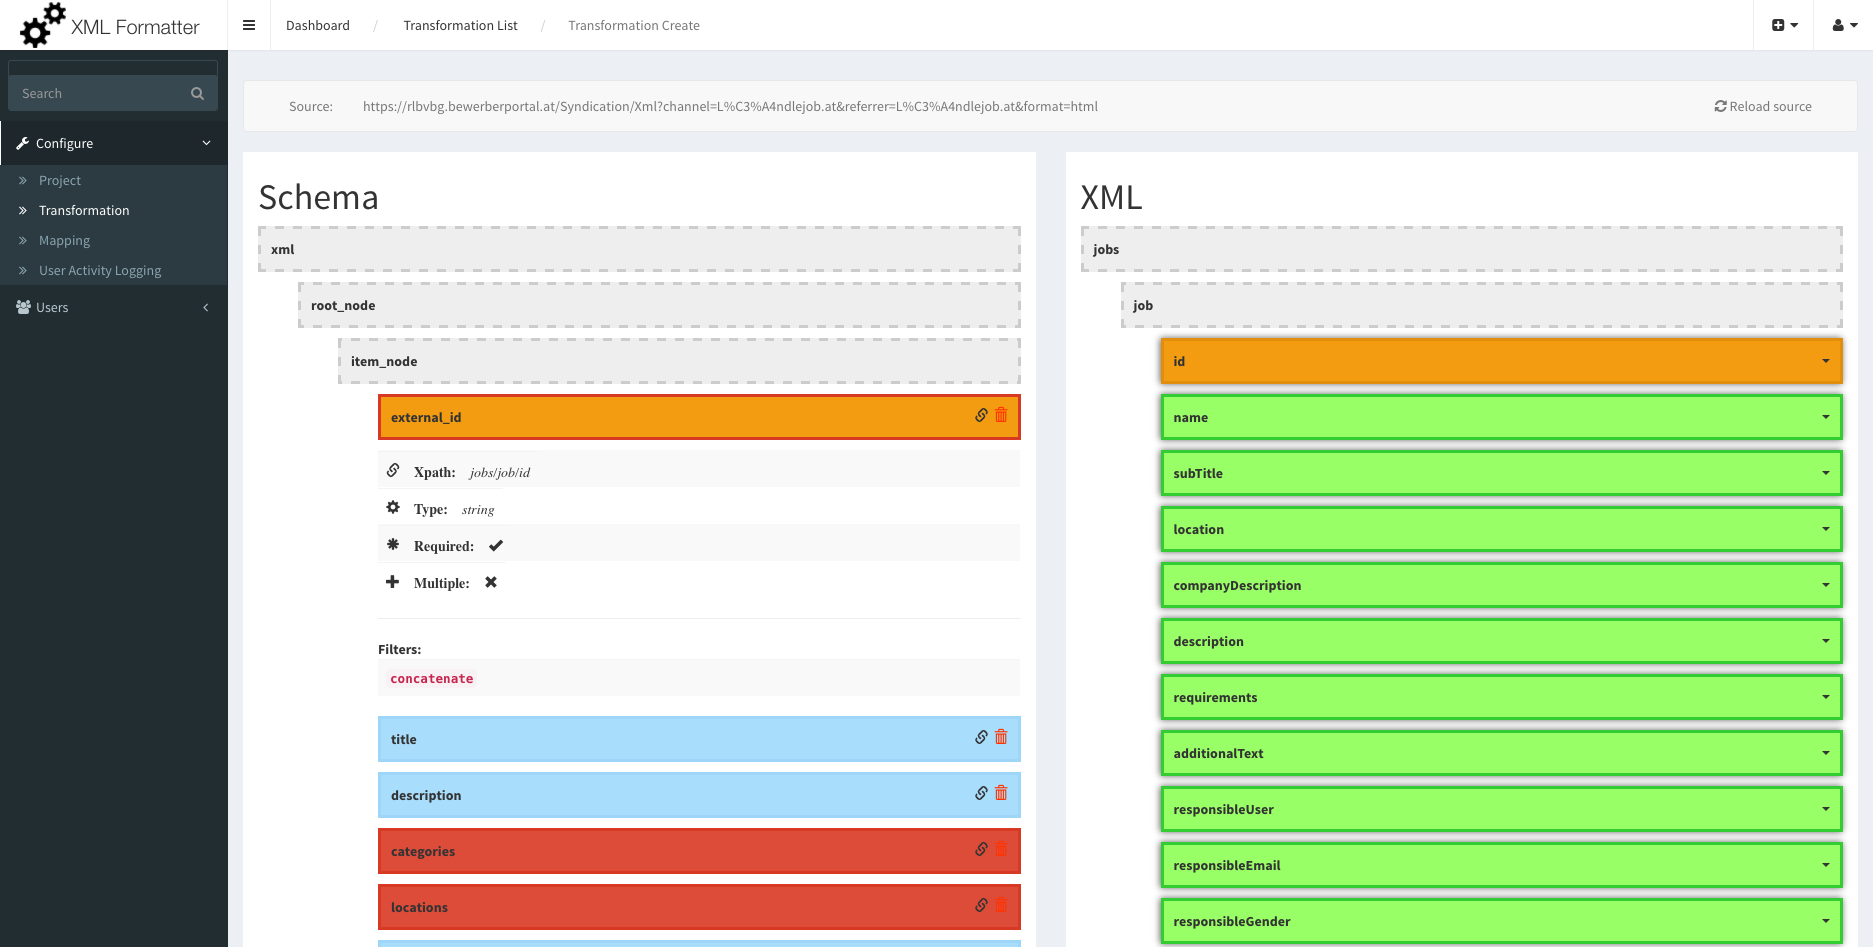 XML Formatter
Dashboard / Transformation List / Transformation Create
Search
Configure
Project
Transformation
Mapping
User Activity Logging
Users
Source: https://rlbvbg.bewerberportal.at/Syndication/Xml?channel=L%C3%A4ndlejob.at&referrer=L%C3%A4ndlejob.at&format=html
Reload source
Schema
xml
root_node
item_node
external_id
Xpath: jobs/job/id
Type: string
Required:
Multiple:
Filters:
concatenate
title
description
categories
locations
XML
jobs
job
id
name
subTitle
location
companyDescription
description
requirements
additionalText
responsibleUser
responsibleEmail
responsibleGender